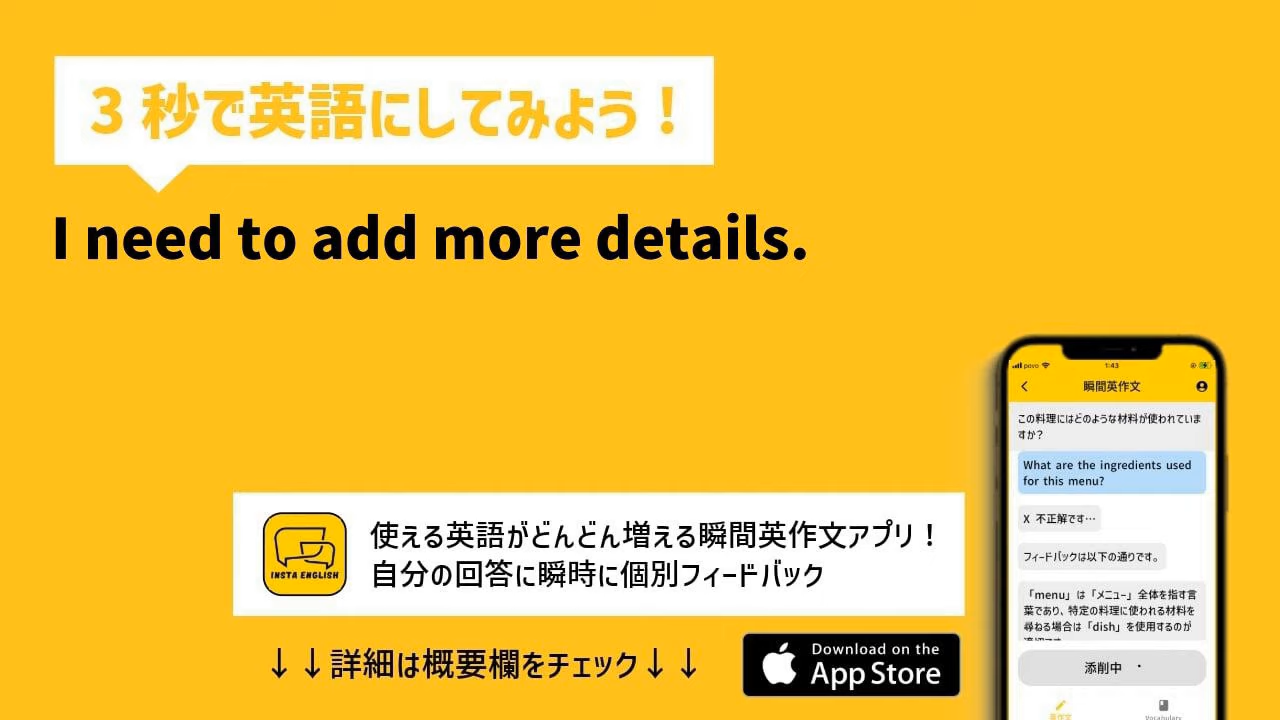 3秒で英語にしてみよう！
I need to add more details.
INSTA ENGLISH
使える英語がどんどん増える瞬間英作文アプリ！
自分の回答に瞬時に個別フィードバック
↓↓詳細は概要欄をチェック↓↓
Download on the
App Store
povo
1:43
瞬間英作文
この料理にはどのような材料が使われていま
すか？
What are the ingredients used
for this menu?
X 不正解です…
フィードバックは以下の通りです。
「menu」は「メニュー」全体を指す言
葉であり、特定の料理に使われる材料を
尋ねる場合は「dish」を使用するのが
添削中
英作文
Vocabulary